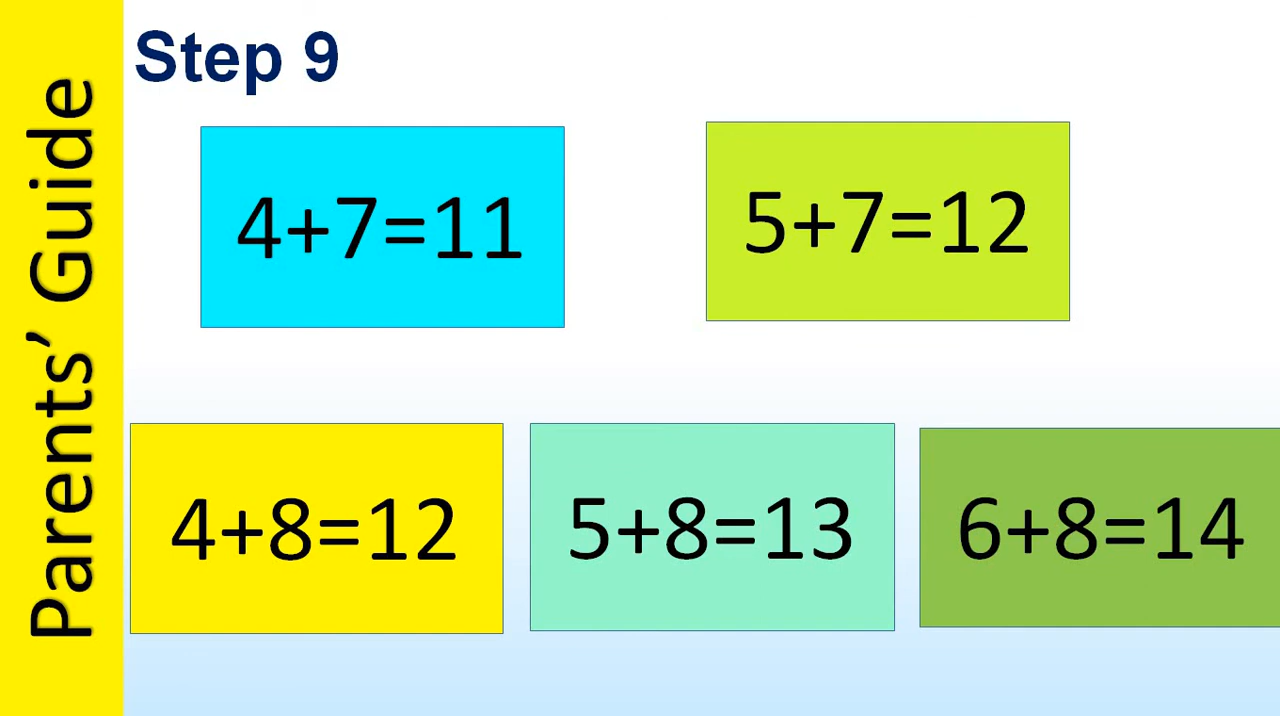 Parents’ Guide
Step 9
4+7=11
5+7=12
4+8=12
5+8=13
6+8=14